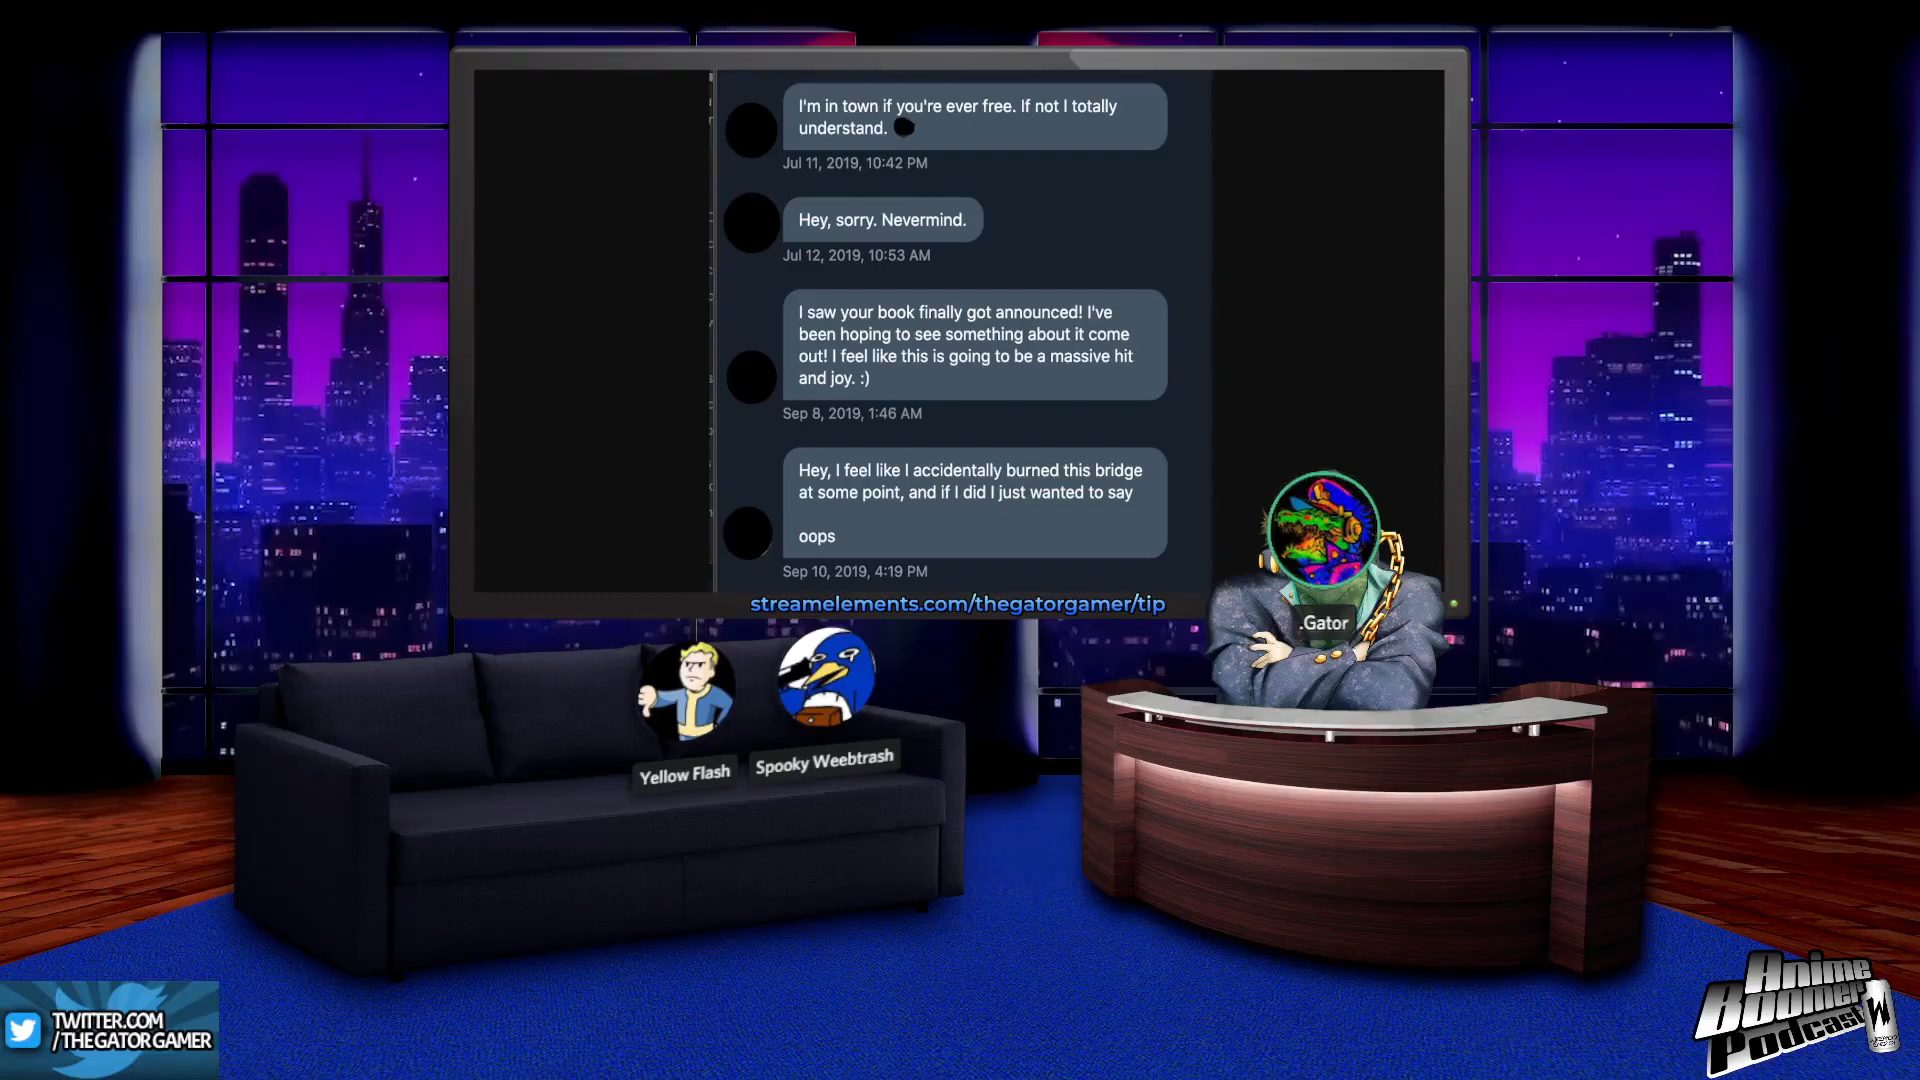 I'm in town if you're ever free. If not I totally
understand.
Jul 11, 2019, 10:42 PM
Hey, sorry. Nevermind.
Jul 12, 2019, 10:53 AM
I saw your book finally got announced! I've
been hoping to see something about it come
out! I feel like this is going to be a massive hit
and joy. :)
Sep 8, 2019, 1:46 AM
Hey, I feel like I accidentally burned this bridge
at some point, and if I did I just wanted to say
oops
Sep 10, 2019, 4:19 PM
streamelements.com/thegatorgamer/tip
.Gator
Yellow Flash
Spooky Weebtrash
TWITTER.COM
/THEGATORGAMER
Anime
Boomer
Podcast
W